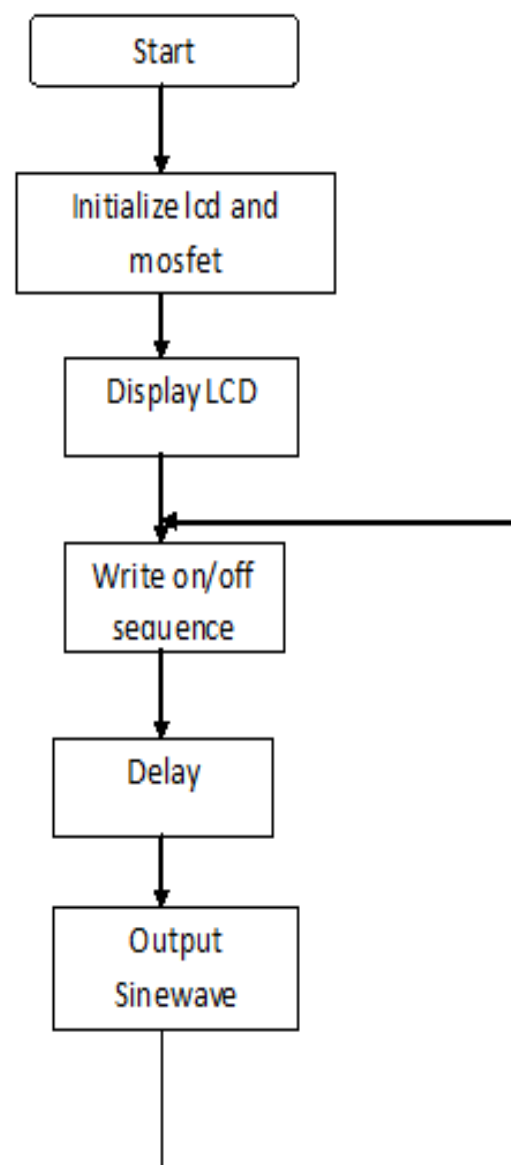 Start
Initialize lcd and
mosfet
Display LCD
Write on/off
sequence
Delay
Output
Sinewave